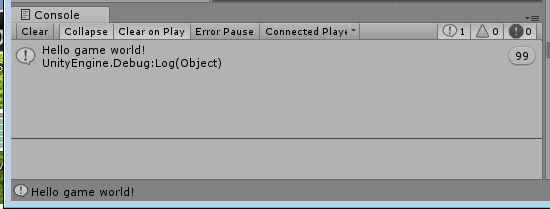 Console
Clear Collapse Clear on Play Error Pause Connected Playe 1 0 0
Hello game world!
UnityEngine.Debug:Log(Object)
99
Hello game world!